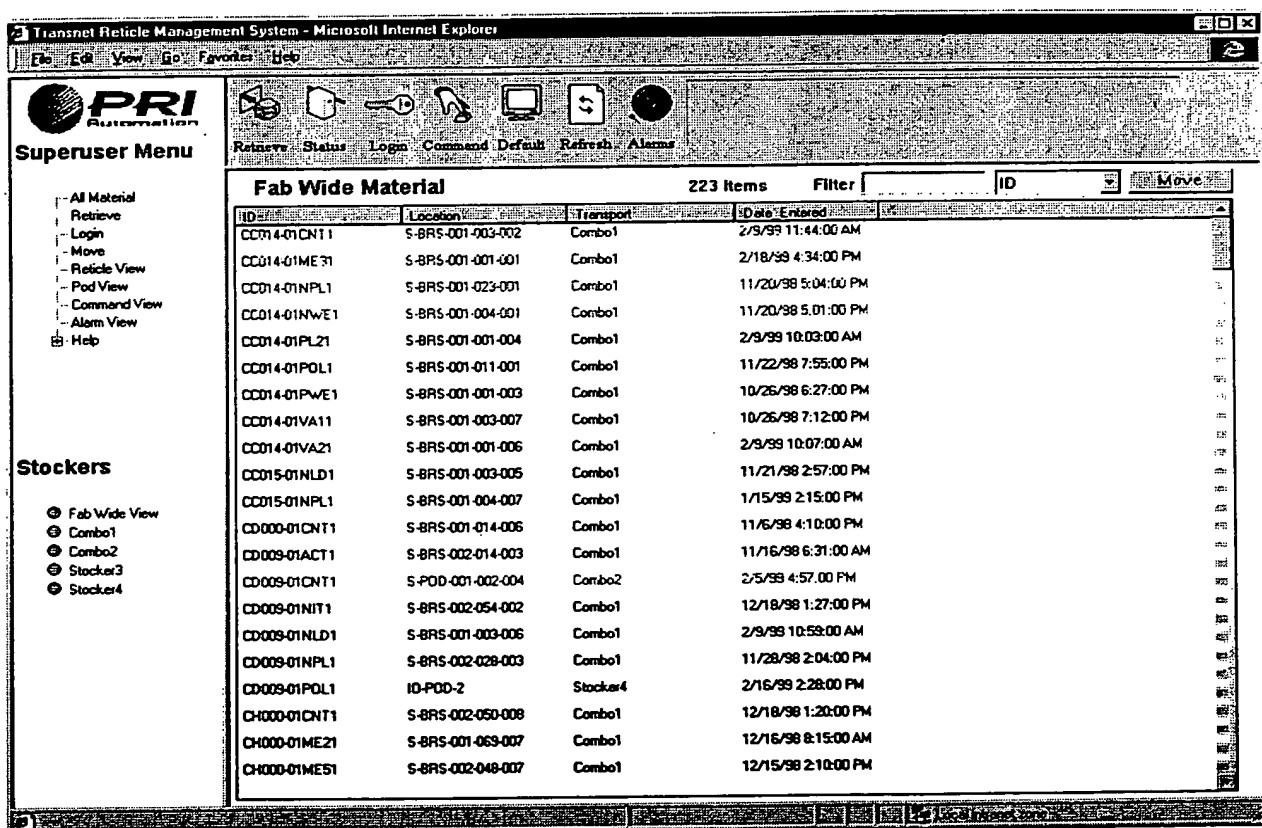 Transnet Reticle Management System - Microsoft Internet Explorer
File Edit View Go Favorites Help
PRI
Automation
Superuser Menu
All Material
Retrieve
Login
Move
Reticle View
Pod View
Command View
Alarm View
Help
Stockers
Fab Wide View
Combo1
Combo2
Stocker3
Stocker4
Retrieve Status Login Command Default Refresh Alarms
Fab Wide Material 223 Items Filter ID Move
ID Location Transport Date Entered
CC014-01CNT1 S-BRS-001-003-002 Combo1 2/9/99 11:44:00 AM
CC014-01ME31 S-BRS-001-001-001 Combo1 2/18/99 4:34:00 PM
CC014-01NPL1 S-BRS-001-023-001 Combo1 11/20/98 5:04:00 PM
CC014-01NWE1 S-BRS-001-004-001 Combo1 11/20/98 5:01:00 PM
CC014-01PL21 S-BRS-001-001-004 Combo1 2/9/99 10:03:00 AM
CC014-01POL1 S-BRS-001-011-001 Combo1 11/22/98 7:55:00 PM
CC014-01PWE1 S-BRS-001-001-003 Combo1 10/26/98 6:27:00 PM
CC014-01VA11 S-BRS-001-003-007 Combo1 10/26/98 7:12:00 PM
CC014-01VA21 S-BRS-001-001-006 Combo1 2/9/99 10:07:00 AM
CC015-01NLD1 S-BRS-001-003-005 Combo1 11/21/98 2:57:00 PM
CC015-01NPL1 S-BRS-001-004-007 Combo1 1/15/99 2:15:00 PM
CD000-01CNT1 S-BRS-001-014-006 Combo1 11/6/98 4:10:00 PM
CD009-01ACT1 S-BRS-002-014-003 Combo1 11/16/98 6:31:00 AM
CD009-01CNT1 S-POD-001-002-004 Combo2 2/5/99 4:57:00 PM
CD009-01NIT1 S-BRS-002-054-002 Combo1 12/18/98 1:27:00 PM
CD009-01NLD1 S-BRS-001-003-006 Combo1 2/9/99 10:59:00 AM
CD009-01NPL1 S-BRS-002-028-003 Combo1 11/28/98 2:04:00 PM
CD009-01POL1 IO-POD-2 Stocker4 2/16/99 2:28:00 PM
CH000-01CNT1 S-BRS-002-050-008 Combo1 12/18/98 1:20:00 PM
CH000-01ME21 S-BRS-001-069-007 Combo1 12/16/98 8:15:00 AM
CH000-01ME51 S-BRS-002-048-007 Combo1 12/15/98 2:10:00 PM
Local intranet zone